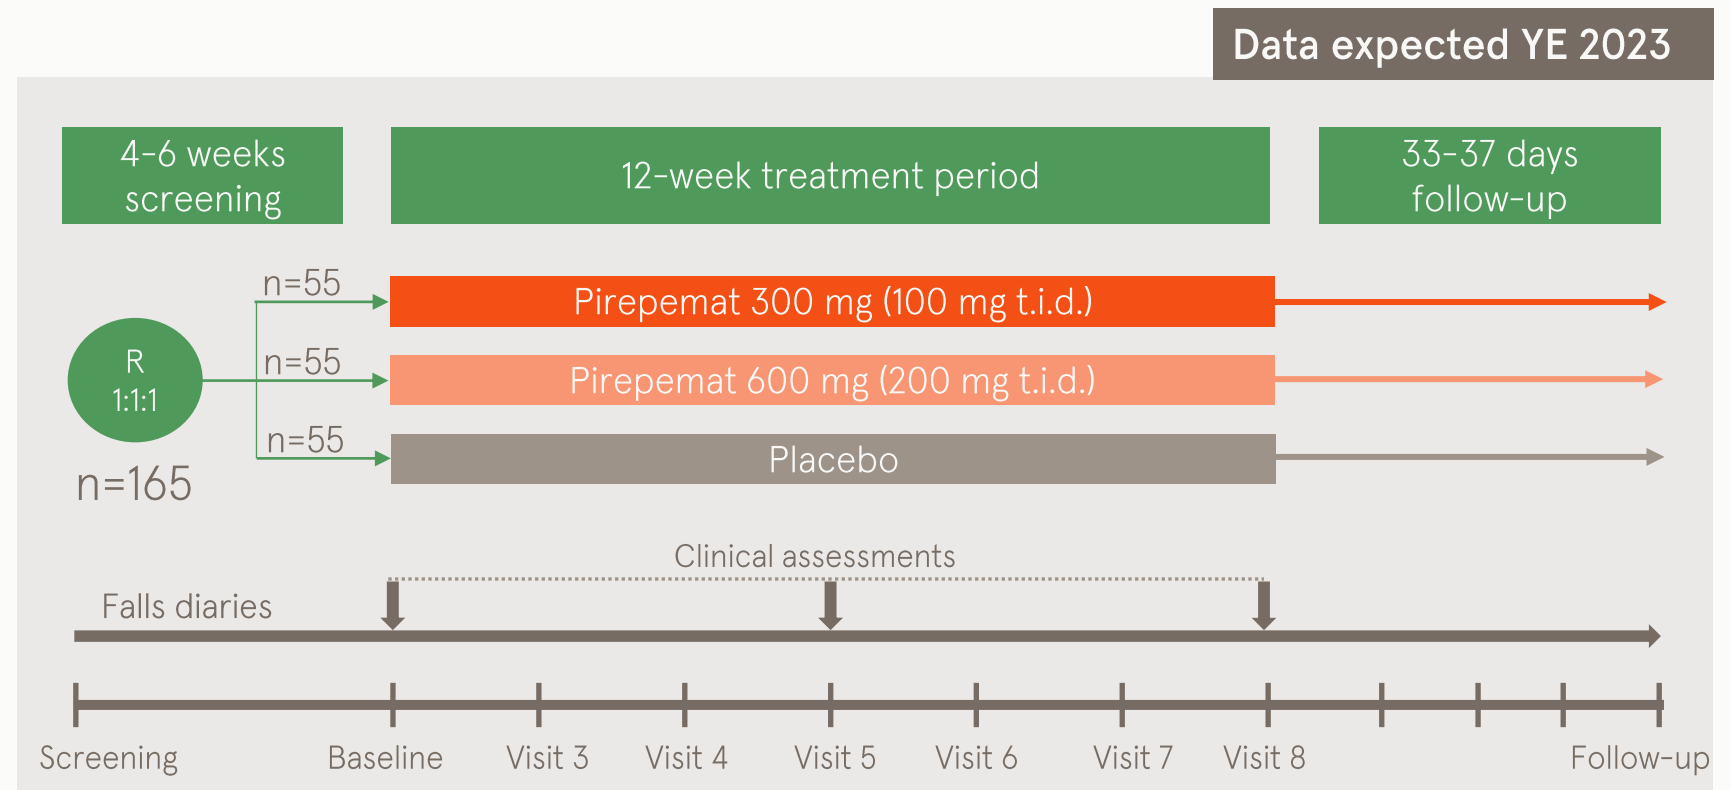 Data expected YE 2023
4-6 weeks
screening
12-week treatment period
33-37 days
follow-up
n=55
Pirepemat 300 mg (100 mg t.i.d.)
R
1:1:1
n=55
Pirepemat 600 mg (200 mg t.i.d.)
n=55
Placebo
n=165
Clinical assessments
Falls diaries
Screening
Baseline
Visit 3
Visit 4
Visit 5
Visit 6
Visit 7
Visit 8
Follow-up